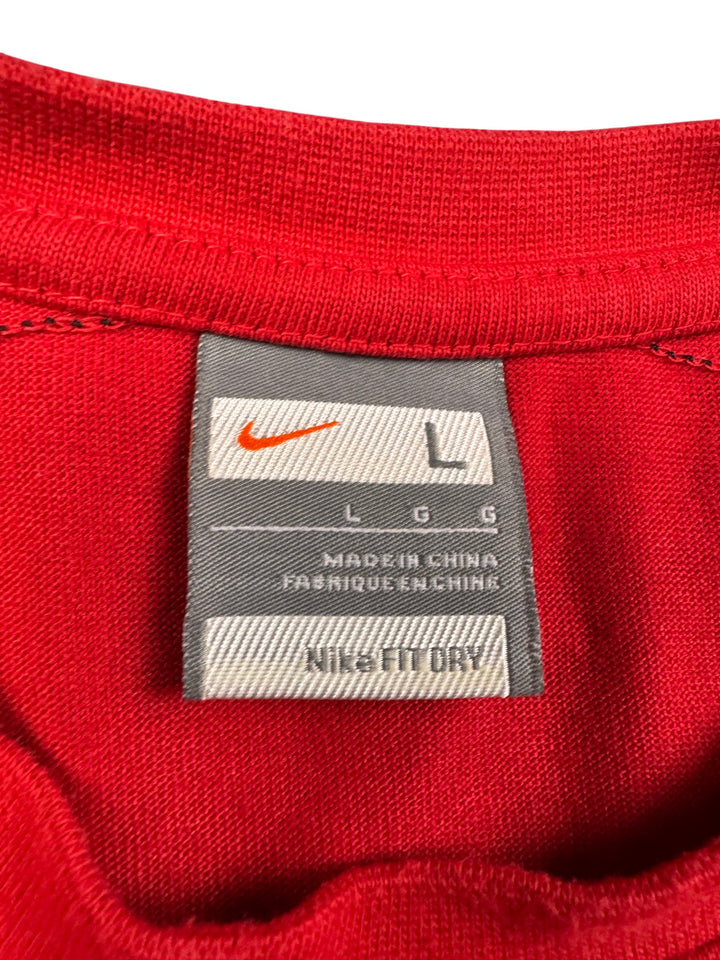 L
L G G
MADE IN CHINA
FABRIQUE EN CHINE
Nike FIT DRY